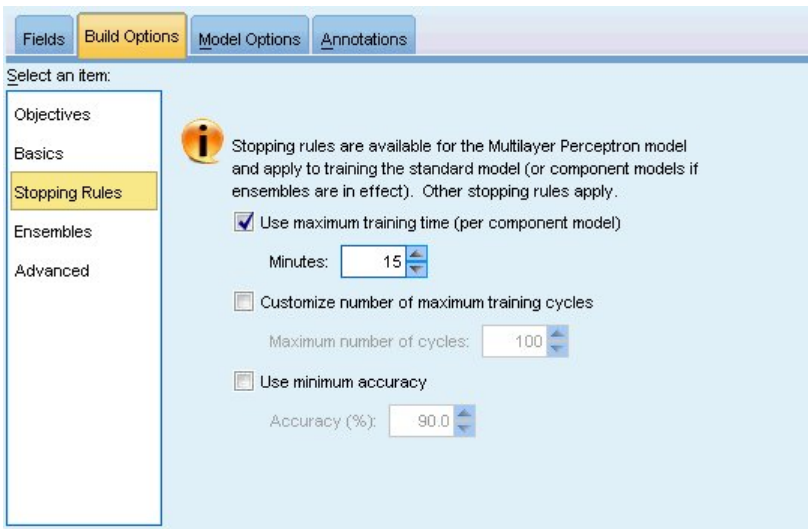 Fields Build Options Model Options Annotations
Select an item:
Objectives
Basics
Stopping Rules
Ensembles
Advanced
Stopping rules are available for the Multilayer Perceptron model
and apply to training the standard model (or component models if
ensembles are in effect). Other stopping rules apply.
Use maximum training time (per component model)
Minutes: 15
Customize number of maximum training cycles
Maximum number of cycles: 100
Use minimum accuracy
Accuracy (%): 90.0